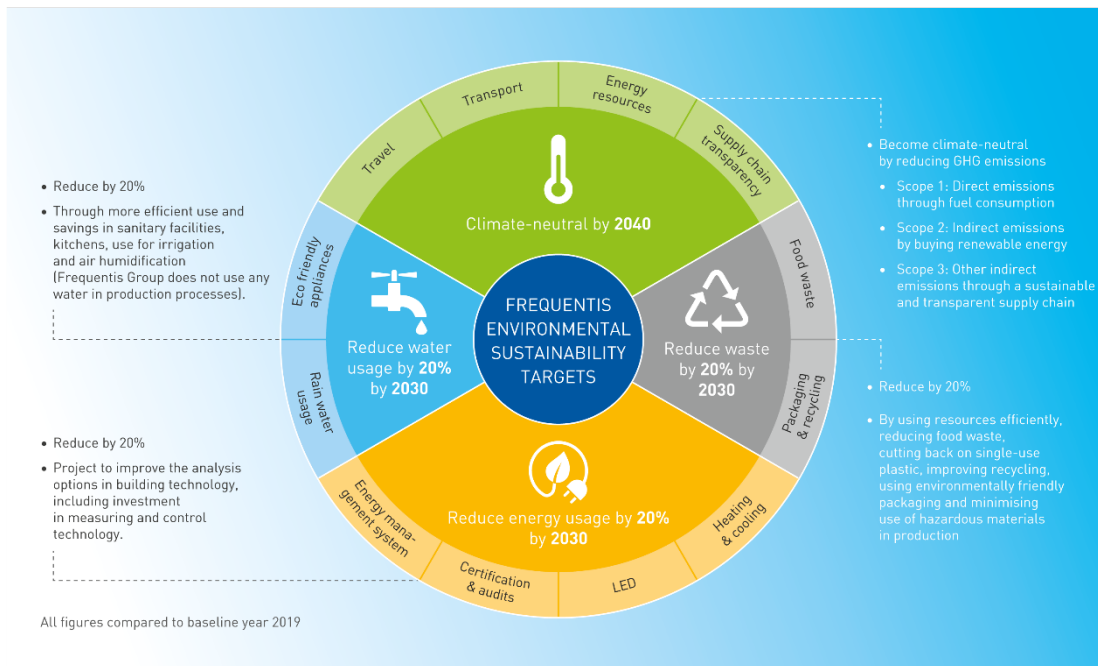 Transport
Energy
resources
Travel
Supply chain
transparency
Climate-neutral by 2040
• Become climate-neutral
by reducing GHG emissions
• Scope 1: Direct emissions
through fuel consumption
• Scope 2: Indirect emissions
by buying renewable energy
• Scope 3: Other indirect
emissions through a sustainable
and transparent supply chain
• Reduce by 20%
• Through more efficient use and
savings in sanitary facilities,
kitchens, use for irrigation
and air humidification
(Frequentis Group does not use any
water in production processes).
Eco friendly
appliances
Rain water
usage
Reduce water
usage by 20%
by 2030
FREQUENTIS
ENVIRONMENTAL
SUSTAINABILITY
TARGETS
Reduce waste
by 20% by
2030
Food waste
Packaging
& recycling
• Reduce by 20%
• By using resources efficiently,
reducing food waste,
cutting back on single-use
plastic, improving recycling,
using environmentally friendly
packaging and minimising
use of hazardous materials
in production
• Reduce by 20%
• Project to improve the analysis
options in building technology,
including investment
in measuring and control
technology.
Reduce energy usage by 20%
by 2030
Energy mana-
gement system
Certification
& audits
LED
Heating
& cooling
All figures compared to baseline year 2019